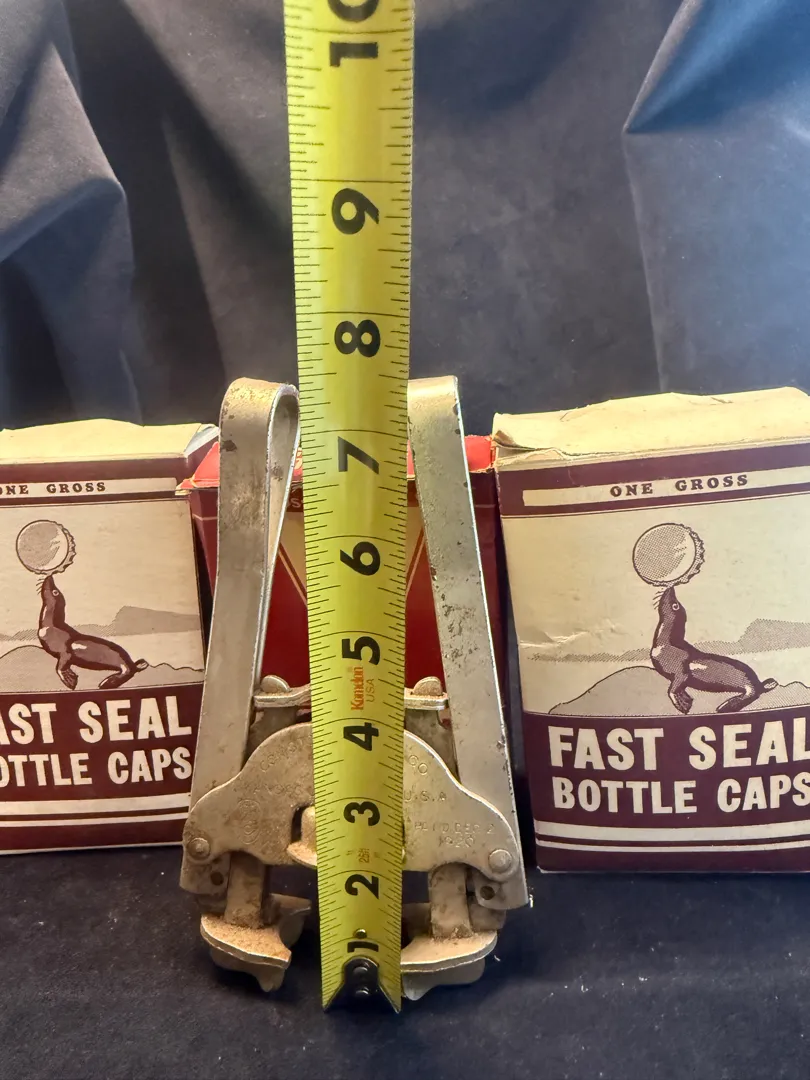 10
9
8
7
6
5
Komelon
USA
4
3
25ft
2
1
ONE GROSS
AST SEAL
OTTLE CAPS
ONE GROSS
FAST SEAL
BOTTLE CAPS
U.S.A